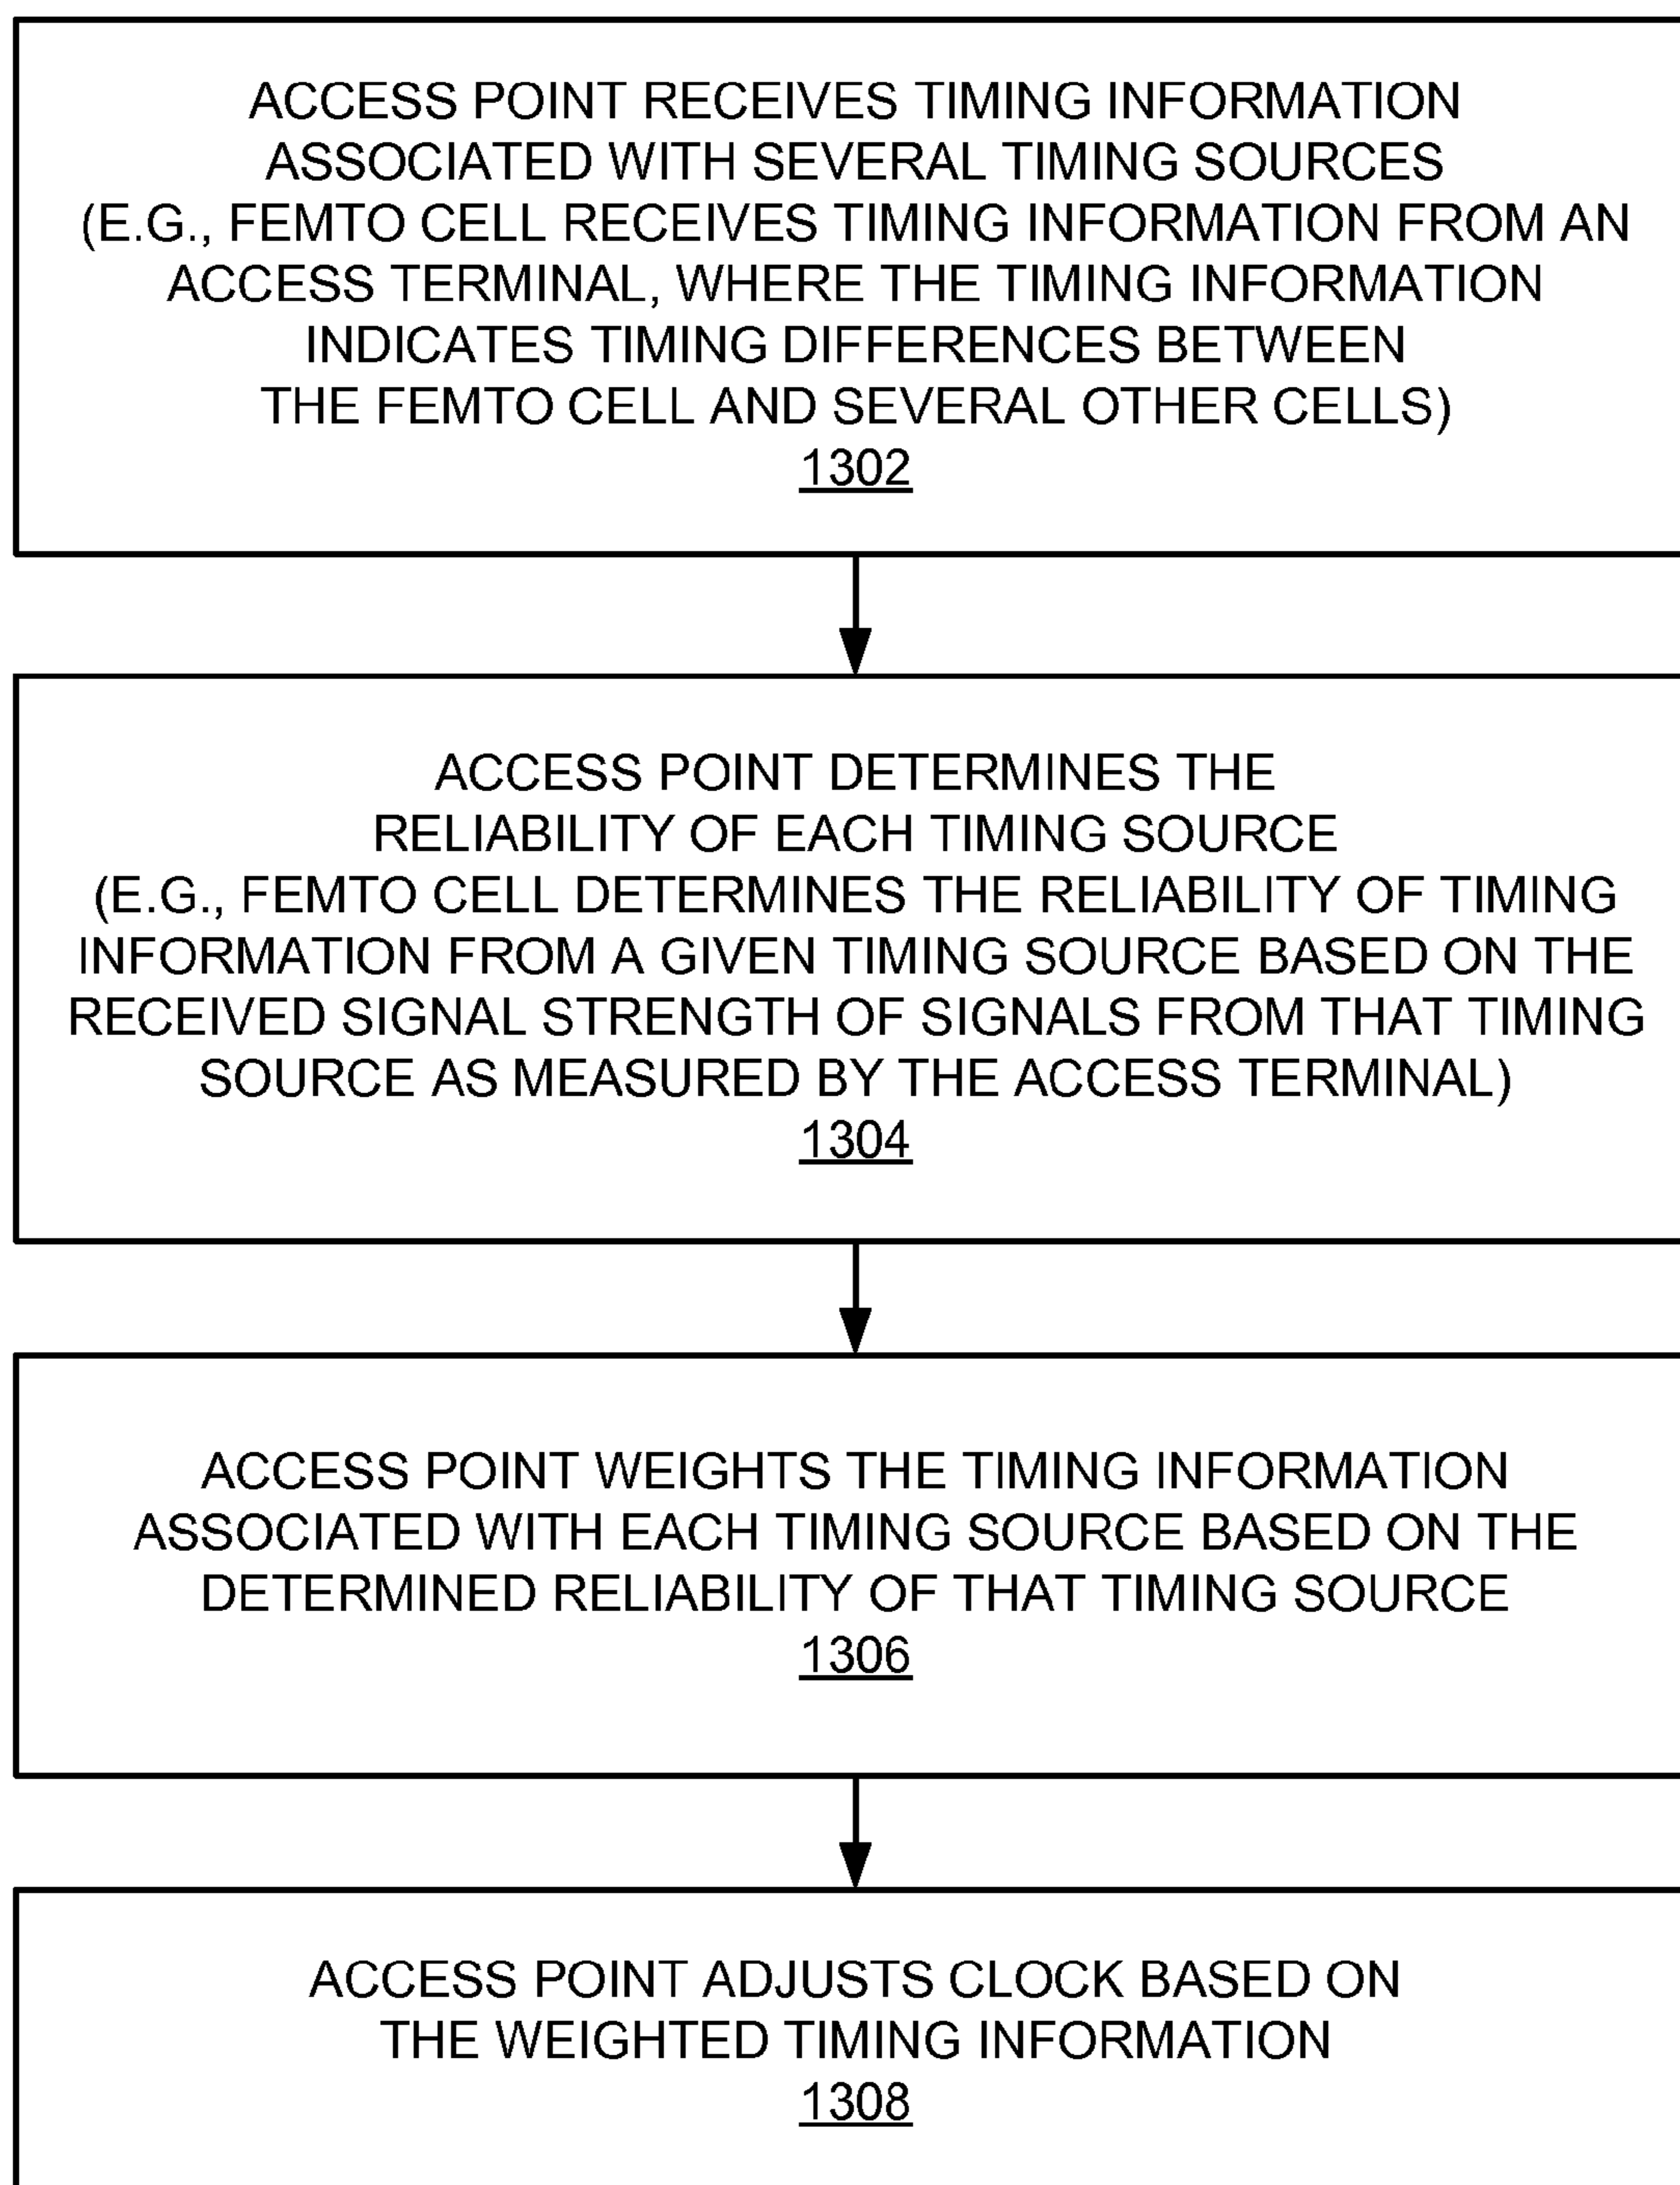 ACCESS POINT RECEIVES TIMING INFORMATION
ASSOCIATED WITH SEVERAL TIMING SOURCES
(E.G., FEMTO CELL RECEIVES TIMING INFORMATION FROM AN
ACCESS TERMINAL, WHERE THE TIMING INFORMATION
INDICATES TIMING DIFFERENCES BETWEEN
THE FEMTO CELL AND SEVERAL OTHER CELLS)
1302
ACCESS POINT DETERMINES THE
RELIABILITY OF EACH TIMING SOURCE
(E.G., FEMTO CELL DETERMINES THE RELIABILITY OF TIMING
INFORMATION FROM A GIVEN TIMING SOURCE BASED ON THE
RECEIVED SIGNAL STRENGTH OF SIGNALS FROM THAT TIMING
SOURCE AS MEASURED BY THE ACCESS TERMINAL)
1304
ACCESS POINT WEIGHTS THE TIMING INFORMATION
ASSOCIATED WITH EACH TIMING SOURCE BASED ON THE
DETERMINED RELIABILITY OF THAT TIMING SOURCE
1306
ACCESS POINT ADJUSTS CLOCK BASED ON
THE WEIGHTED TIMING INFORMATION
1308